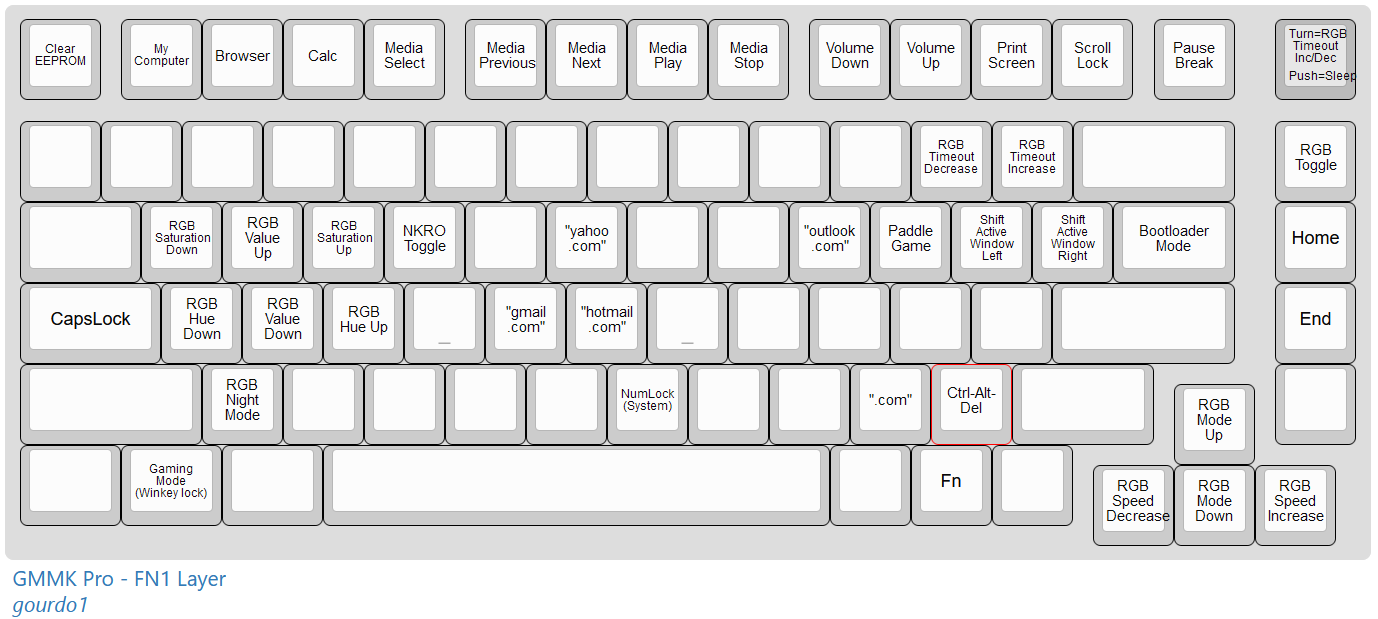 Clear
EEPROM
My
Computer
Browser
Calc
Media
Select
Media
Previous
Media
Next
Media
Play
Media
Stop
Volume
Down
Volume
Up
Print
Screen
Scroll
Lock
Pause
Break
Turn=RGB
Timeout
Inc/Dec
Push=Sleep
RGB
Timeout
Decrease
RGB
Timeout
Increase
RGB
Toggle
RGB
Saturation
Down
RGB
Value
Up
RGB
Saturation
Up
NKRO
Toggle
"yahoo
.com"
"outlook
.com"
Paddle
Game
Shift
Active
Window
Left
Shift
Active
Window
Right
Bootloader
Mode
Home
CapsLock
RGB
Hue
Down
RGB
Value
Down
RGB
Hue Up
_
"gmail
.com"
"hotmail
.com"
_
End
RGB
Night
Mode
NumLock
(System)
".com"
Ctrl-Alt-
Del
RGB
Mode
Up
Gaming
Mode
(Winkey lock)
Fn
RGB
Speed
Decrease
RGB
Mode
Down
RGB
Speed
Increase
GMMK Pro - FN1 Layer
gourdo1